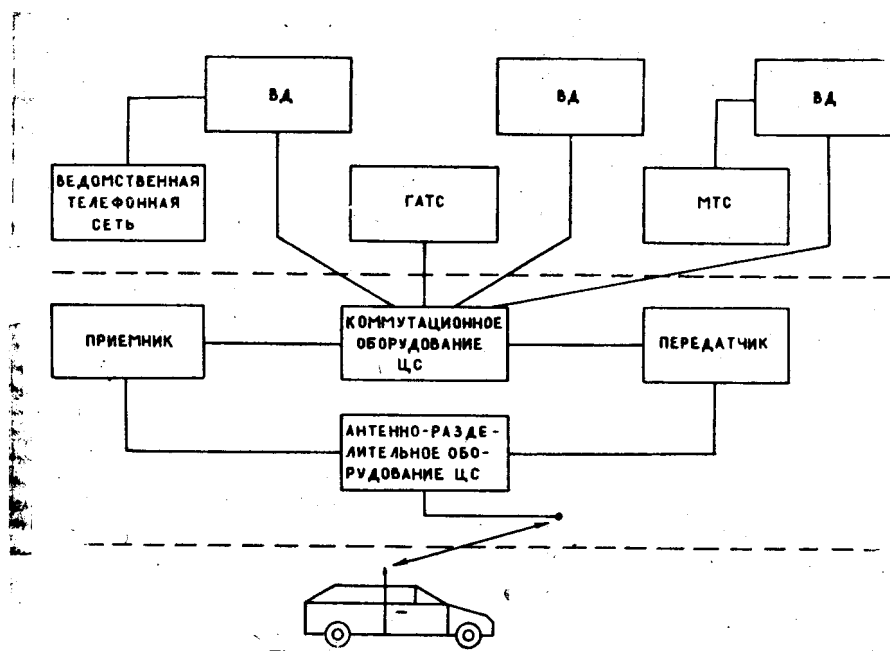 ВД
ВД
ВД
ВЕДОМСТВЕННАЯ
ТЕЛЕФОННАЯ
СЕТЬ
ГАТС
МТС
ПРИЕМНИК
КОММУТАЦИОННОЕ
ОБОРУДОВАНИЕ
ЦС
ПЕРЕДАТЧИК
АНТЕННО-РАЗДЕ-
ЛИТЕЛЬНОЕ ОБО-
РУДОВАНИЕ ЦС